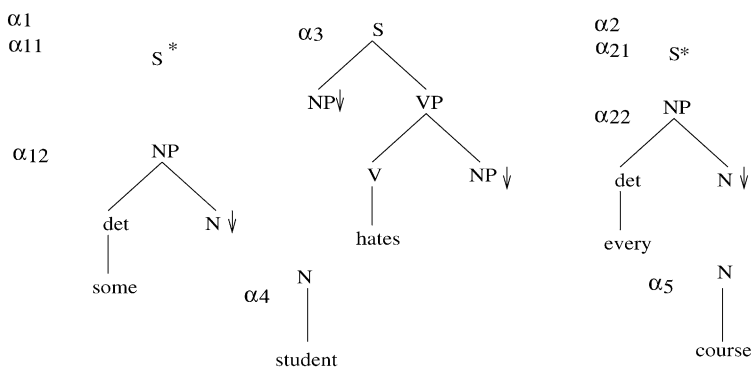 α1
α11
S *
α12
NP
det N↓
some
α3
S
NP↓ VP
V NP↓
hates
α4
N
student
α2
α21
S*
α22
NP
det N↓
every
α5
N
course